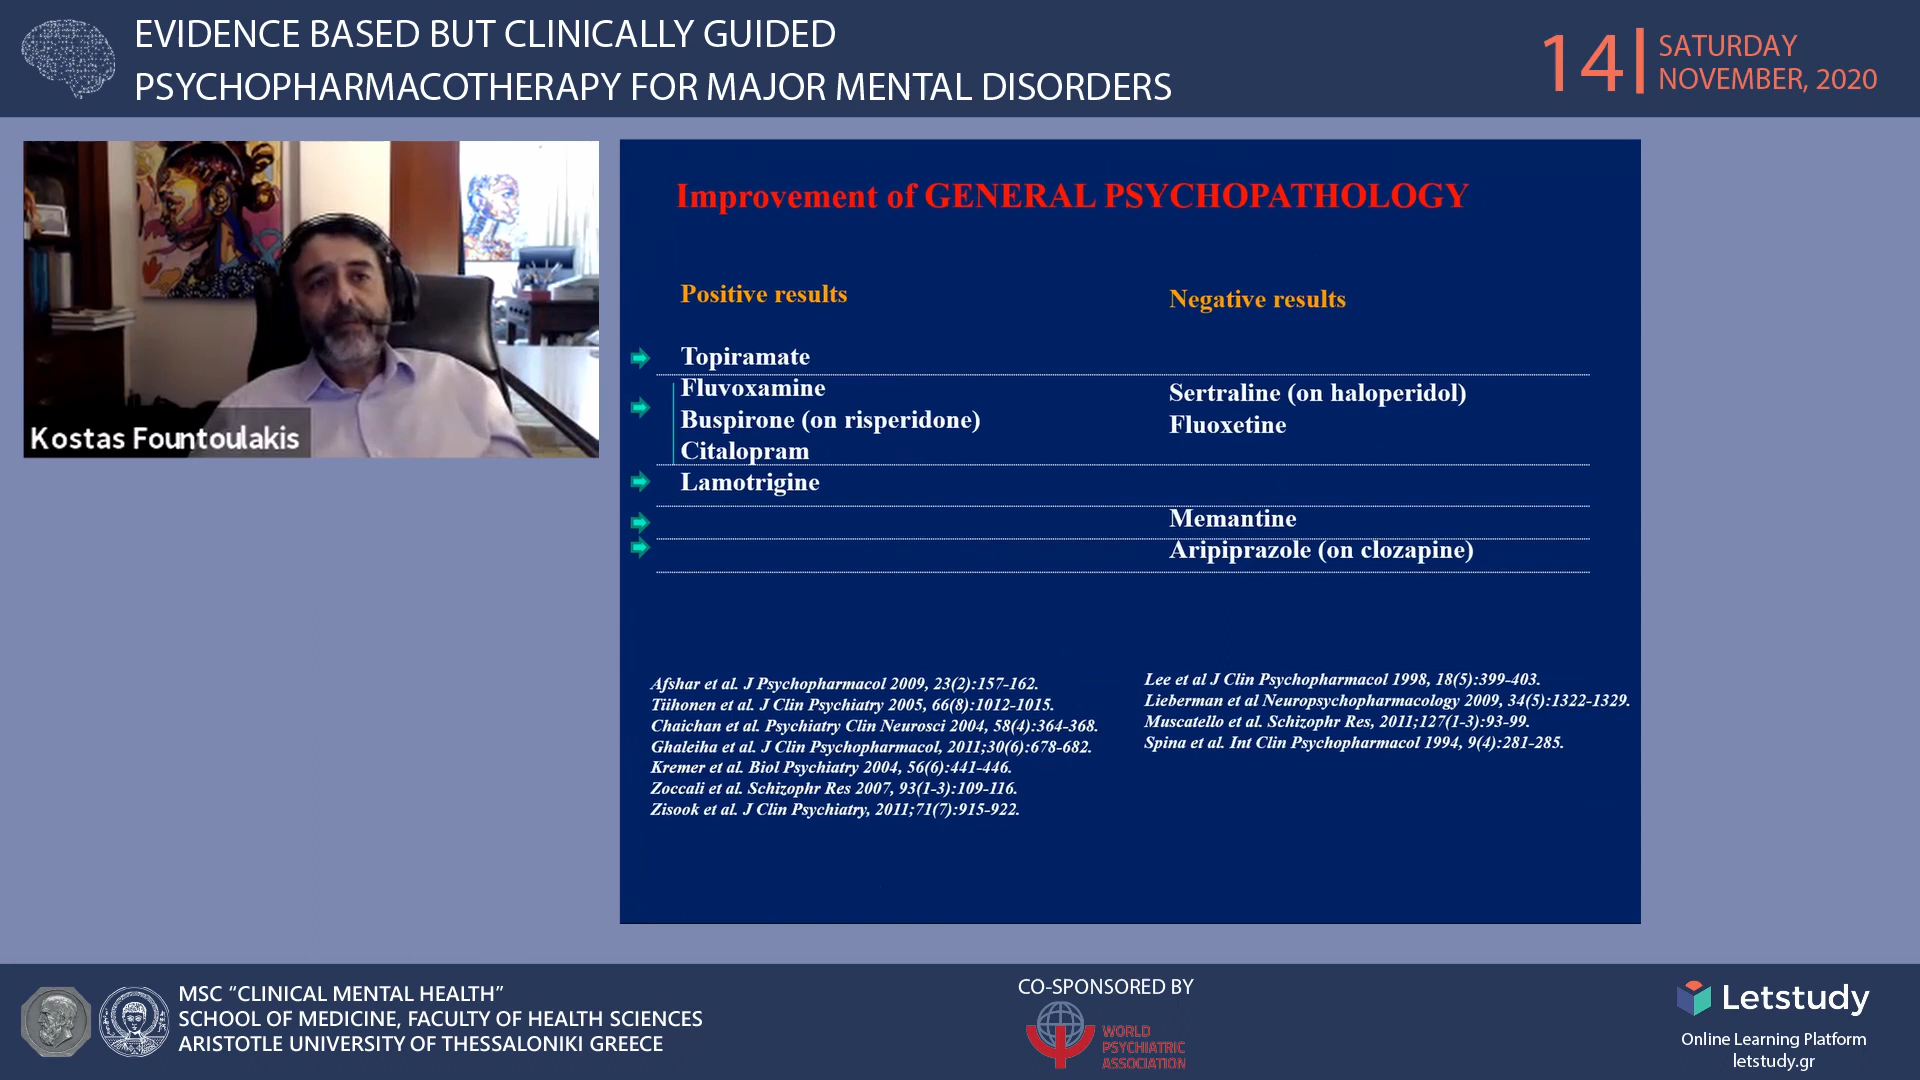 EVIDENCE BASED BUT CLINICALLY GUIDED
PSYCHOPHARMACOTHERAPY FOR MAJOR MENTAL DISORDERS
14
SATURDAY
NOVEMBER, 2020
Kostas Fountoulakis
Improvement of GENERAL PSYCHOPATHOLOGY
Positive results
Negative results
Topiramate
Fluvoxamine
Buspirone (on risperidone)
Citalopram
Lamotrigine
Sertraline (on haloperidol)
Fluoxetine
Memantine
Aripiprazole (on clozapine)
Afshar et al. J Psychopharmacol 2009, 23(2):157-162.
Tiihonen et al. J Clin Psychiatry 2005, 66(8):1012-1015.
Chaichan et al. Psychiatry Clin Neurosci 2004, 58(4):364-368.
Ghaleiha et al. J Clin Psychopharmacol, 2011;30(6):678-682.
Kremer et al. Biol Psychiatry 2004, 56(6):441-446.
Zoccali et al. Schizophr Res 2007, 93(1-3):109-116.
Zisook et al. J Clin Psychiatry, 2011;71(7):915-922.
Lee et al J Clin Psychopharmacol 1998, 18(5):399-403.
Lieberman et al Neuropsychopharmacology 2009, 34(5):1322-1329.
Muscatello et al. Schizophr Res, 2011;127(1-3):93-99.
Spina et al. Int Clin Psychopharmacol 1994, 9(4):281-285.
MSC “CLINICAL MENTAL HEALTH”
SCHOOL OF MEDICINE, FACULTY OF HEALTH SCIENCES
ARISTOTLE UNIVERSITY OF THESSALONIKI GREECE
CO-SPONSORED BY
WORLD
PSYCHIATRIC
ASSOCIATION
Letstudy
Online Learning Platform
letstudy.gr